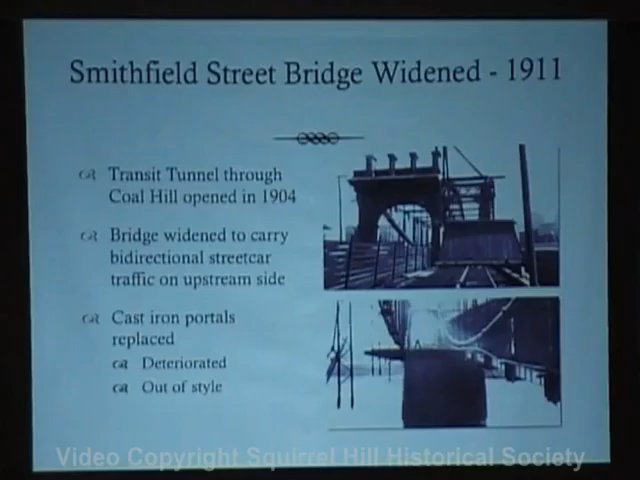 Smithfield Street Bridge Widened - 1911
Transit Tunnel through
Coal Hill opened in 1904
Bridge widened to carry
bidirectional streetcar
traffic on upstream side
Cast iron portals
replaced
Deteriorated
Out of style
Video Copyright Squirrel Hill Historical Society